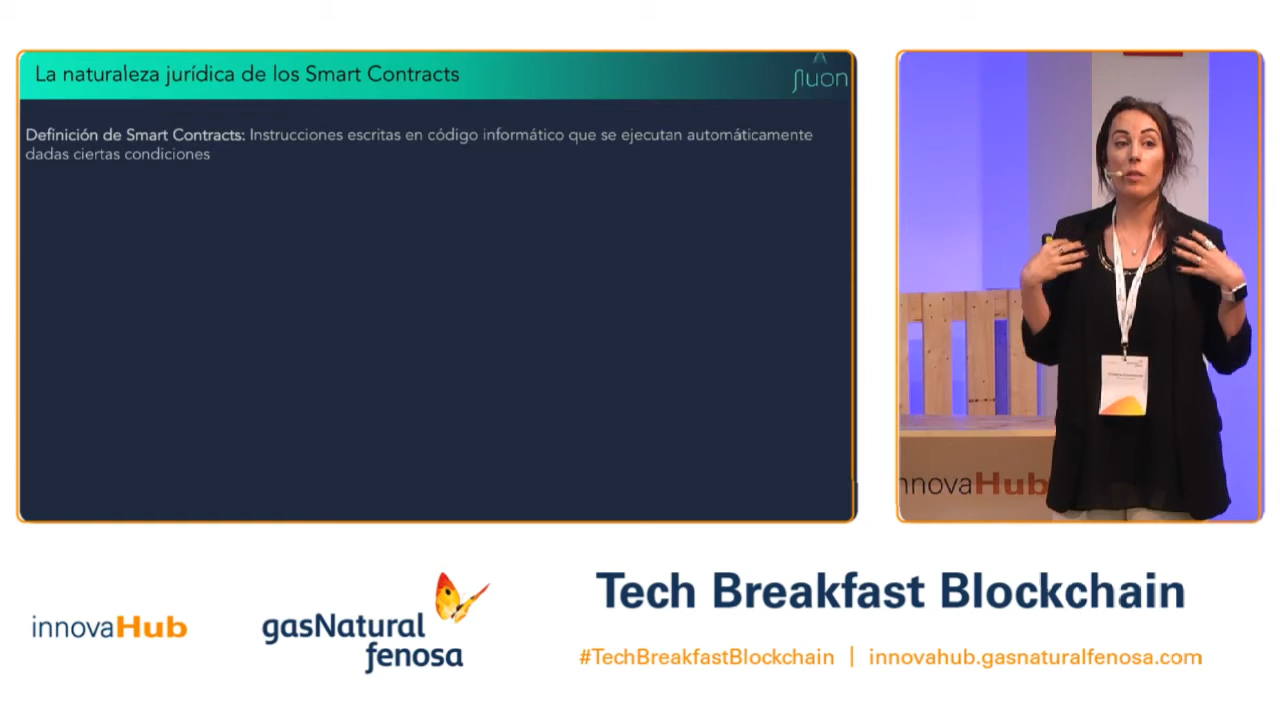 La naturaleza jurídica de los Smart Contracts
fluon
Definición de Smart Contracts: Instrucciones escritas en código informático que se ejecutan automáticamente
dadas ciertas condiciones
nnovaHub
innovaHub
gasNatural
fenosa
Tech Breakfast Blockchain
#TechBreakfastBlockchain | innovahub.gasnaturalfenosa.com